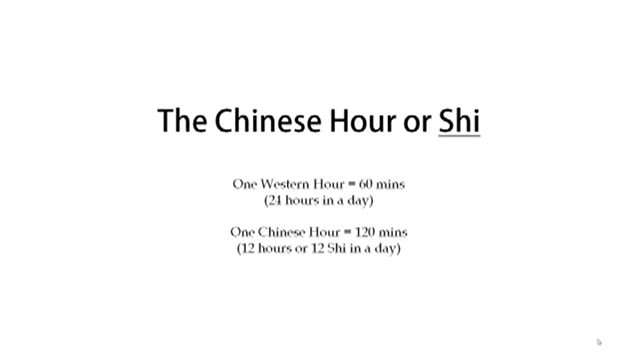 The Chinese Hour or Shi
One Western Hour = 60 mins
(24 hours in a day)
One Chinese Hour = 120 mins
(12 hours or 12 Shi in a day)